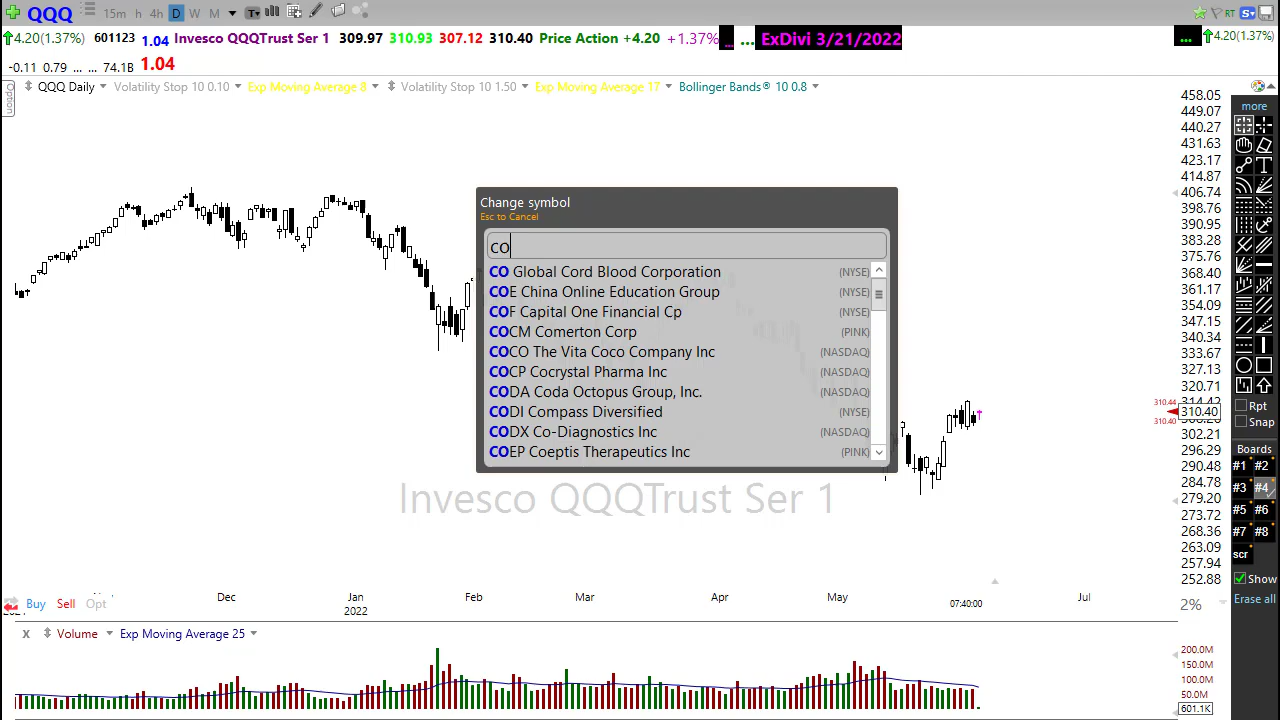 QQQ 15m h 4h D W M T RT S 4.20(1.37%)
4.20(1.37%) 601123 1.04 Invesco QQQTrust Ser 1 309.97 310.93 307.12 310.40 Price Action +4.20 +1.37% ... ... ExDivi 3/21/2022 ...
-0.11 0.79 ... ... 74.1B 1.04
Option
QQQ Daily Volatility Stop 10 0.10 Exp Moving Average 8 Volatility Stop 10 1.50 Exp Moving Average 17 Bollinger Bands® 10 0.8
Change symbol
Esc to Cancel
CO
CO Global Cord Blood Corporation (NYSE)
COE China Online Education Group (NYSE)
COF Capital One Financial Cp (NYSE)
COCM Comerton Corp (PINK)
COCO The Vita Coco Company Inc (NASDAQ)
COCP Cocrystal Pharma Inc (NASDAQ)
CODA Coda Octopus Group, Inc. (NASDAQ)
CODI Compass Diversified (NYSE)
CODX Co-Diagnostics Inc (NASDAQ)
COEP Coeptis Therapeutics Inc (PINK)
Invesco QQQTrust Ser 1
458.05
449.07
440.27
431.63
423.17
414.87
406.74
398.76
390.95
383.28
375.76
368.40
361.17
354.09
347.15
340.34
333.67
327.13
320.71
310.44
310.40
310.40
302.21
296.29
290.48
284.78
279.20
273.72
268.36
263.09
257.94
252.88
2%
more
T
Rpt
Snap
Boards
#1 #2
#3 #4
#5 #6
#7 #8
scr
Show
Erase all
Dec Jan Feb Mar Apr May Jul
2022
07:40:00
Buy Sell Opt
X Volume Exp Moving Average 25
200.0M
150.0M
100.0M
50.0M
601.1K